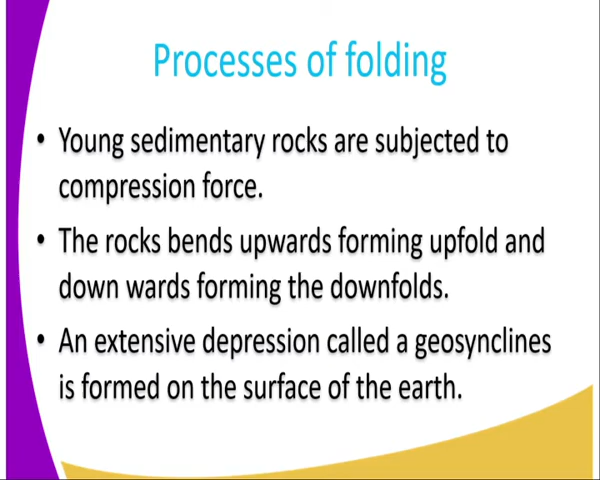 Processes of folding
• Young sedimentary rocks are subjected to
compression force.
• The rocks bends upwards forming upfold and
down wards forming the downfolds.
• An extensive depression called a geosynclines
is formed on the surface of the earth.